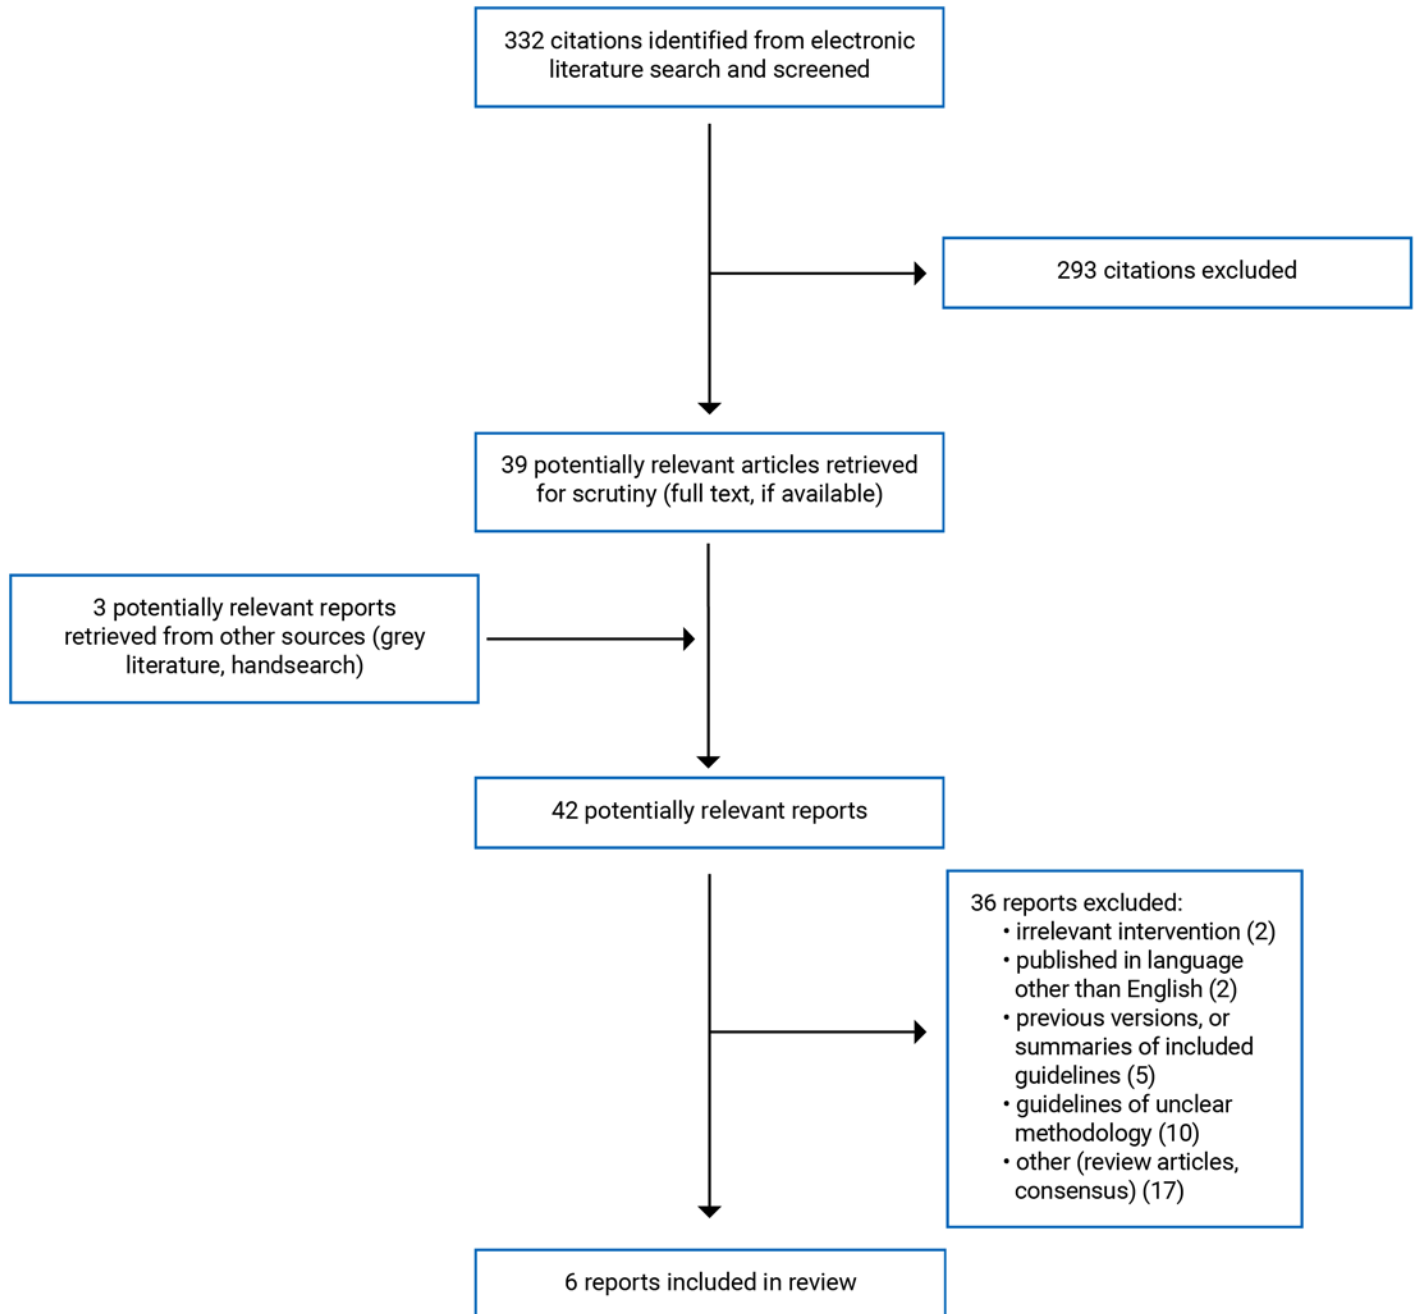 332 citations identified from electronic
literature search and screened
293 citations excluded
39 potentially relevant articles retrieved
for scrutiny (full text, if available)
3 potentially relevant reports
retrieved from other sources (grey
literature, handsearch)
42 potentially relevant reports
36 reports excluded:
• irrelevant intervention (2)
• published in language
other than English (2)
• previous versions, or
summaries of included
guidelines (5)
• guidelines of unclear
methodology (10)
• other (review articles,
consensus) (17)
6 reports included in review